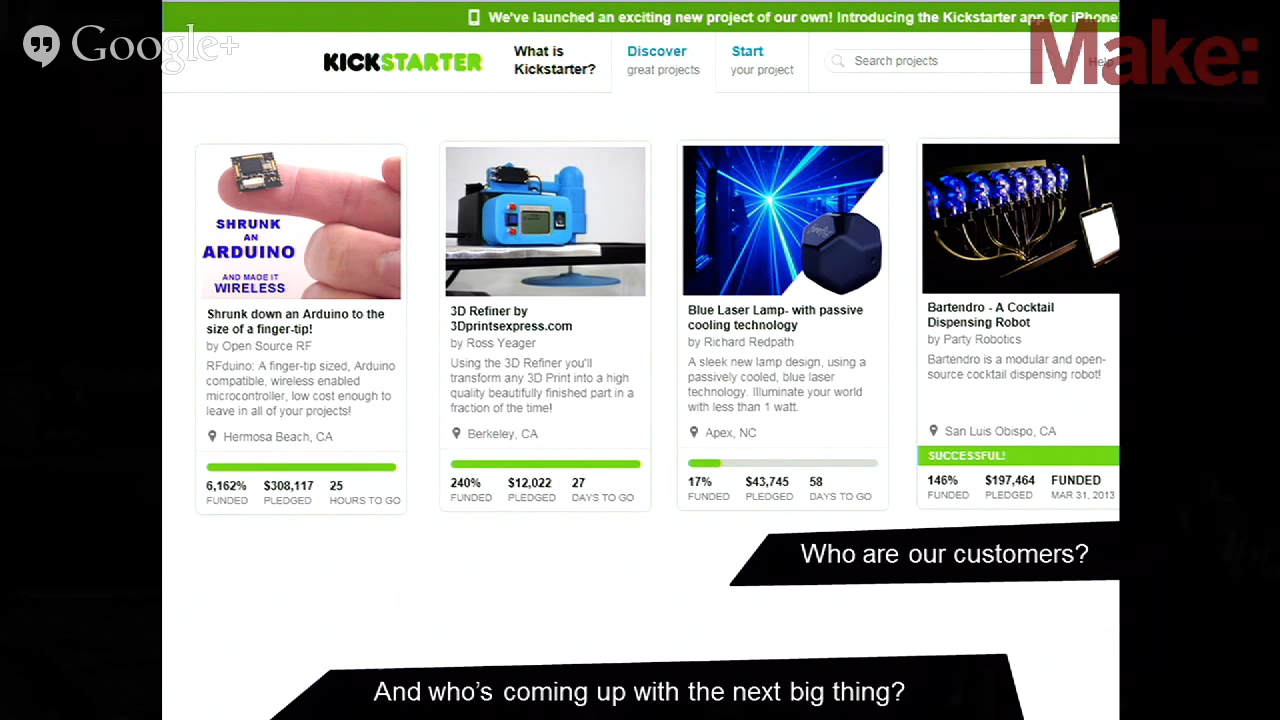 We've launched an exciting new project of our own! Introducing the Kickstarter app for iPhone
Google+
Make:
KICKSTARTER
What is
Kickstarter?
Discover
great projects
Start
your project
Search projects
Help
SHRUNK
AN
ARDUINO
AND MADE IT
WIRELESS
Shrunk down an Arduino to the
size of a finger-tip!
by Open Source RF
RFduino: A finger-tip sized, Arduino
compatible, wireless enabled
microcontroller, low cost enough to
leave in all of your projects!
Hermosa Beach, CA
6,162% $308,117 25
FUNDED PLEDGED HOURS TO GO
3D Refiner by
3Dprintsexpress.com
by Ross Yeager
Using the 3D Refiner you'll
transform any 3D Print into a high
quality beautifully finished part in a
fraction of the time!
Berkeley, CA
240% $12,022 27
FUNDED PLEDGED DAYS TO GO
Blue Laser Lamp- with passive
cooling technology
by Richard Redpath
A sleek new lamp design, using a
passively cooled, blue laser
technology. Illuminate your world
with less than 1 watt.
Apex, NC
17% $43,745 58
FUNDED PLEDGED DAYS TO GO
Bartendro - A Cocktail
Dispensing Robot
by Party Robotics
Bartendro is a modular and open-
source cocktail dispensing robot!
San Luis Obispo, CA
SUCCESSFUL!
146% $197,464 FUNDED
FUNDED PLEDGED MAR 31, 2013
Who are our customers?
And who's coming up with the next big thing?